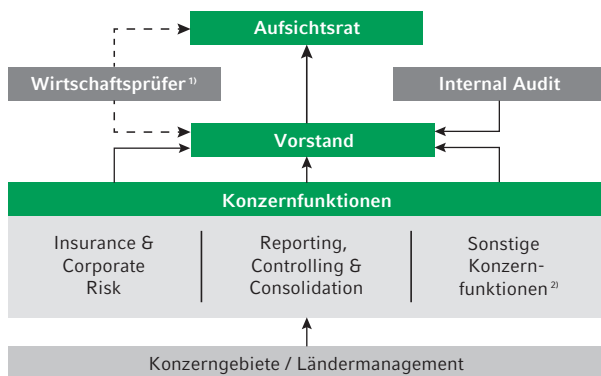 Aufsichtsrat
Wirtschaftsprüfer 1)
Internal Audit
Vorstand
Konzernfunktionen
Insurance &
Corporate
Risk
Reporting,
Controlling &
Consolidation
Sonstige
Konzern-
funktionen 2)
Konzerngebiete / Ländermanagement